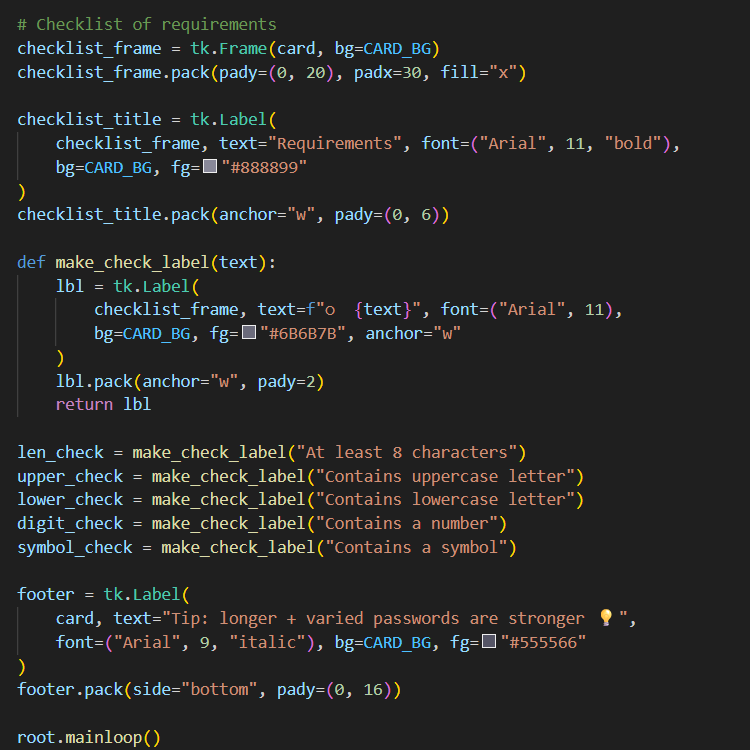 # Checklist of requirements
checklist_frame = tk.Frame(card, bg=CARD_BG)
checklist_frame.pack(pady=(0, 20), padx=30, fill="x")

checklist_title = tk.Label(
    checklist_frame, text="Requirements", font=("Arial", 11, "bold"),
    bg=CARD_BG, fg="#888899"
)
checklist_title.pack(anchor="w", pady=(0, 6))

def make_check_label(text):
    lbl = tk.Label(
        checklist_frame, text=f"o  {text}", font=("Arial", 11),
        bg=CARD_BG, fg="#6B6B7B", anchor="w"
    )
    lbl.pack(anchor="w", pady=2)
    return lbl

len_check = make_check_label("At least 8 characters")
upper_check = make_check_label("Contains uppercase letter")
lower_check = make_check_label("Contains lowercase letter")
digit_check = make_check_label("Contains a number")
symbol_check = make_check_label("Contains a symbol")

footer = tk.Label(
    card, text="Tip: longer + varied passwords are stronger 💡",
    font=("Arial", 9, "italic"), bg=CARD_BG, fg="#555566"
)
footer.pack(side="bottom", pady=(0, 16))

root.mainloop()